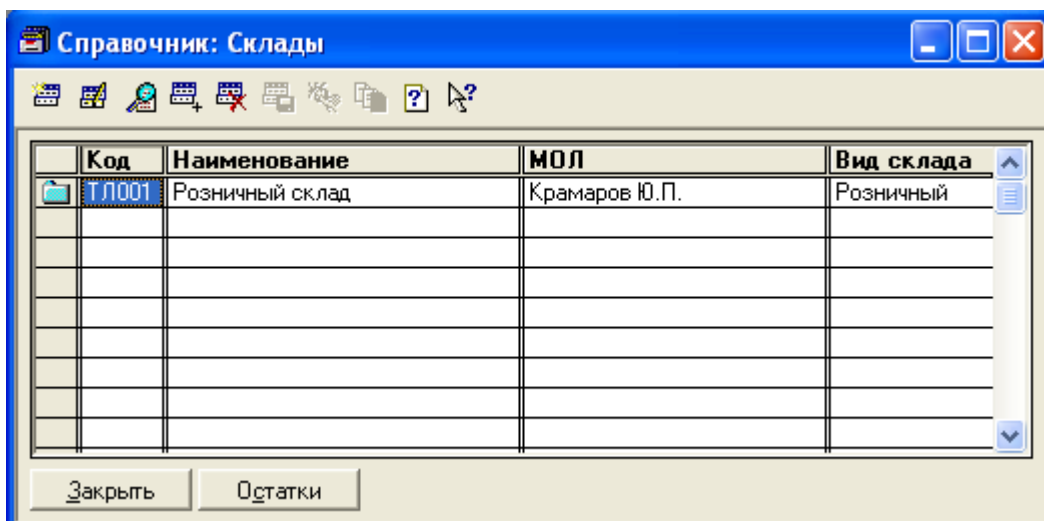 Справочник: Склады
Код Наименование МОЛ Вид склада
ТЛ001 Розничный склад Крамаров Ю.П. Розничный
Закрыть Остатки